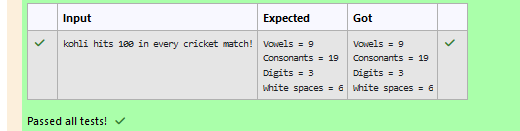 Input Expected Got
kohli hits 100 in every cricket match! Vowels = 9 Vowels = 9
Consonants = 19 Consonants = 19
Digits = 3 Digits = 3
White spaces = 6 White spaces = 6
Passed all tests!